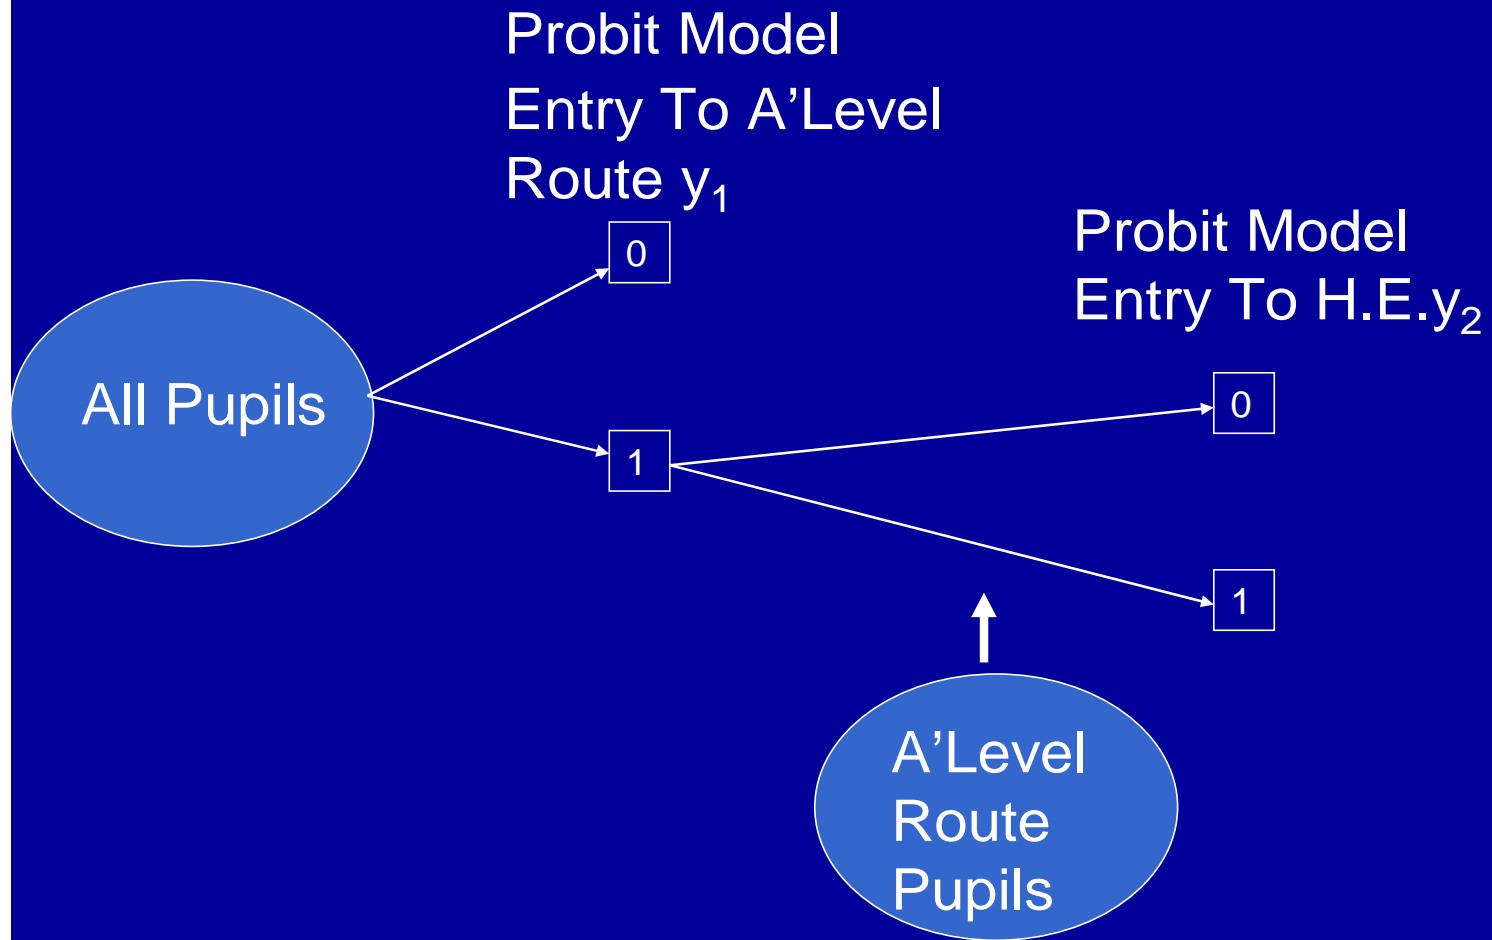 Probit Model
Entry To A’Level
Route y₁
0
Probit Model
Entry To H.E.y₂
All Pupils
0
1
1
A’Level
Route
Pupils